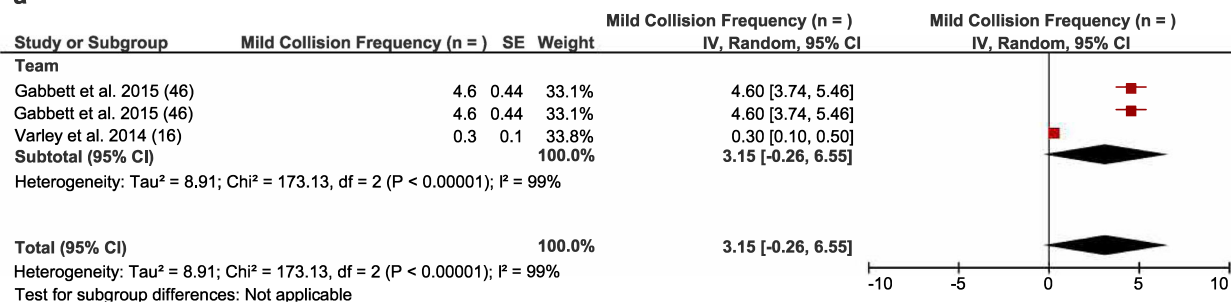 Mild Collision Frequency (n = ) Mild Collision Frequency (n = )
Study or Subgroup Mild Collision Frequency (n = ) SE Weight IV, Random, 95% CI IV, Random, 95% CI
Team
Gabbett et al. 2015 (46) 4.6 0.44 33.1% 4.60 [3.74, 5.46]
Gabbett et al. 2015 (46) 4.6 0.44 33.1% 4.60 [3.74, 5.46]
Varley et al. 2014 (16) 0.3 0.1 33.8% 0.30 [0.10, 0.50]
Subtotal (95% CI) 100.0% 3.15 [-0.26, 6.55]
Heterogeneity: Tau² = 8.91; Chi² = 173.13, df = 2 (P < 0.00001); I² = 99%
Total (95% CI) 100.0% 3.15 [-0.26, 6.55]
Heterogeneity: Tau² = 8.91; Chi² = 173.13, df = 2 (P < 0.00001); I² = 99%
-10 -5 0 5 10
Test for subgroup differences: Not applicable